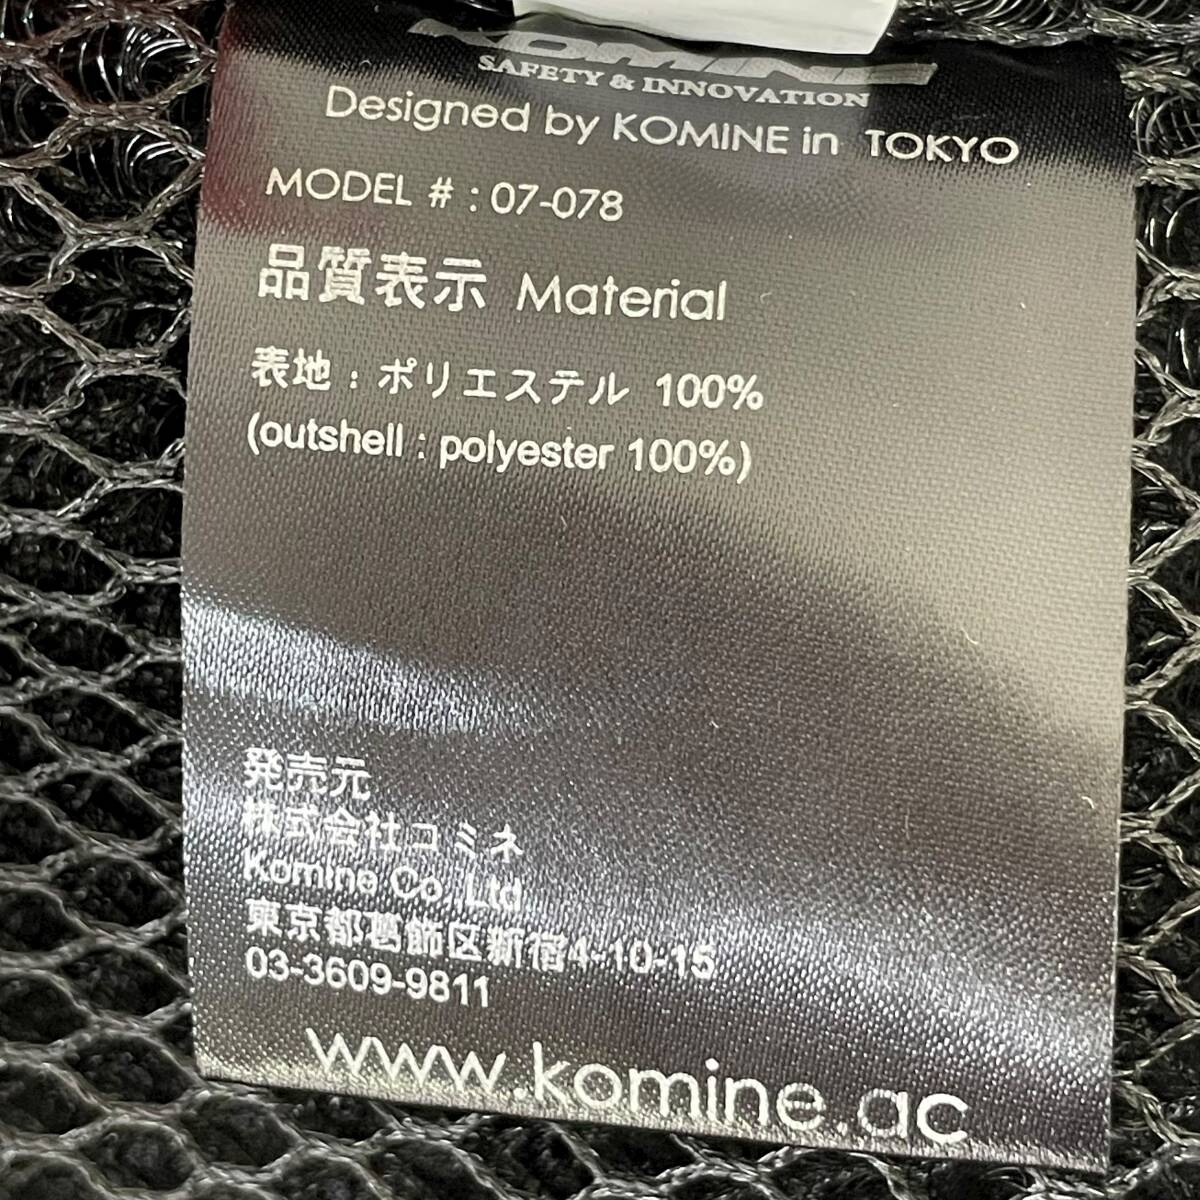 KOMINE
SAFETY & INNOVATION
Designed by KOMINE in TOKYO
MODEL # : 07-078
品質表示 Material
表地 : ポリエステル 100%
(outshell : polyester 100%)
発売元
株式会社コミネ
Komine Co. Ltd
東京都葛飾区新宿4-10-15
03-3609-9811
www.komine.ac